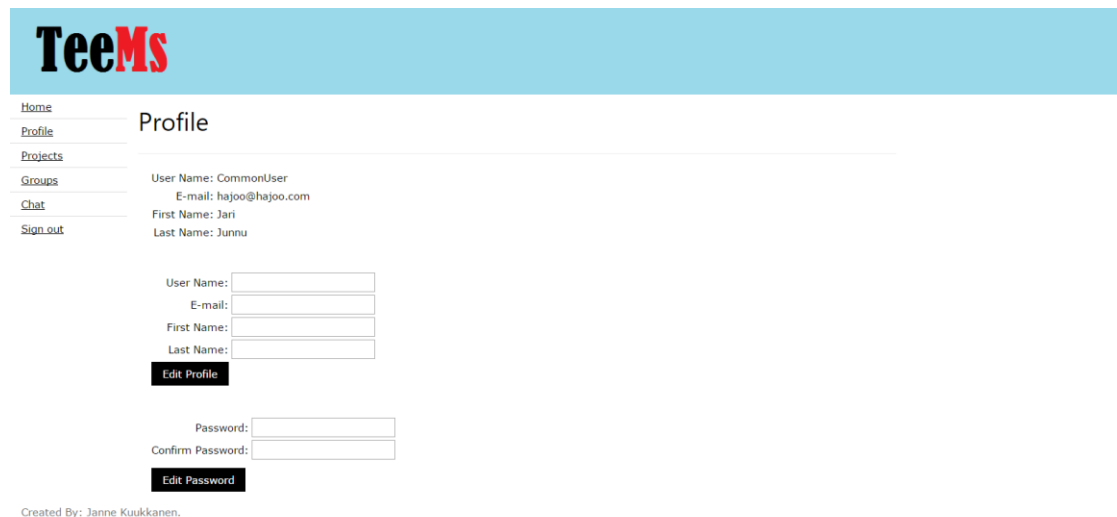 TeeMs
Home
Profile
Projects
Groups
Chat
Sign out
Profile
User Name: CommonUser
E-mail: hajoo@hajoo.com
First Name: Jari
Last Name: Junnu
User Name:
E-mail:
First Name:
Last Name:
Edit Profile
Password:
Confirm Password:
Edit Password
Created By: Janne Kuukkanen.